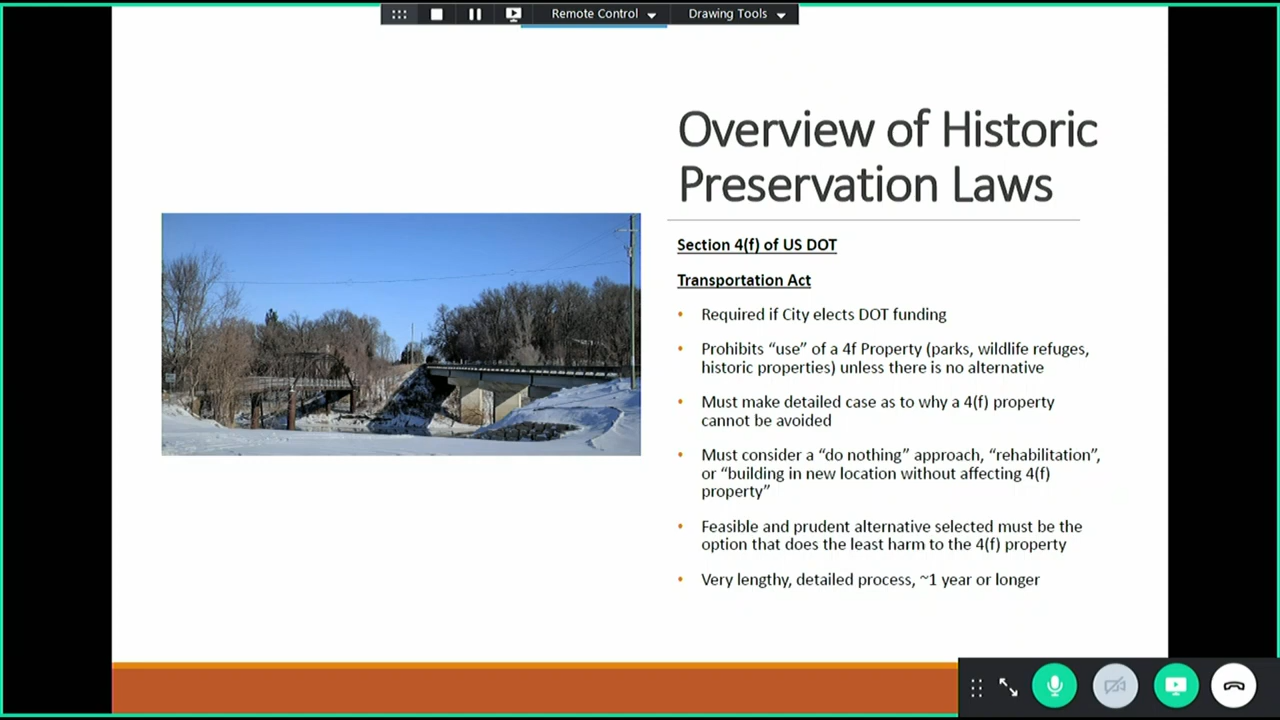 Remote Control
Drawing Tools
Overview of Historic
Preservation Laws
Section 4(f) of US DOT
Transportation Act
• Required if City elects DOT funding
• Prohibits “use” of a 4f Property (parks, wildlife refuges,
historic properties) unless there is no alternative
• Must make detailed case as to why a 4(f) property
cannot be avoided
• Must consider a “do nothing” approach, “rehabilitation”,
or “building in new location without affecting 4(f)
property”
• Feasible and prudent alternative selected must be the
option that does the least harm to the 4(f) property
• Very lengthy, detailed process, ~1 year or longer